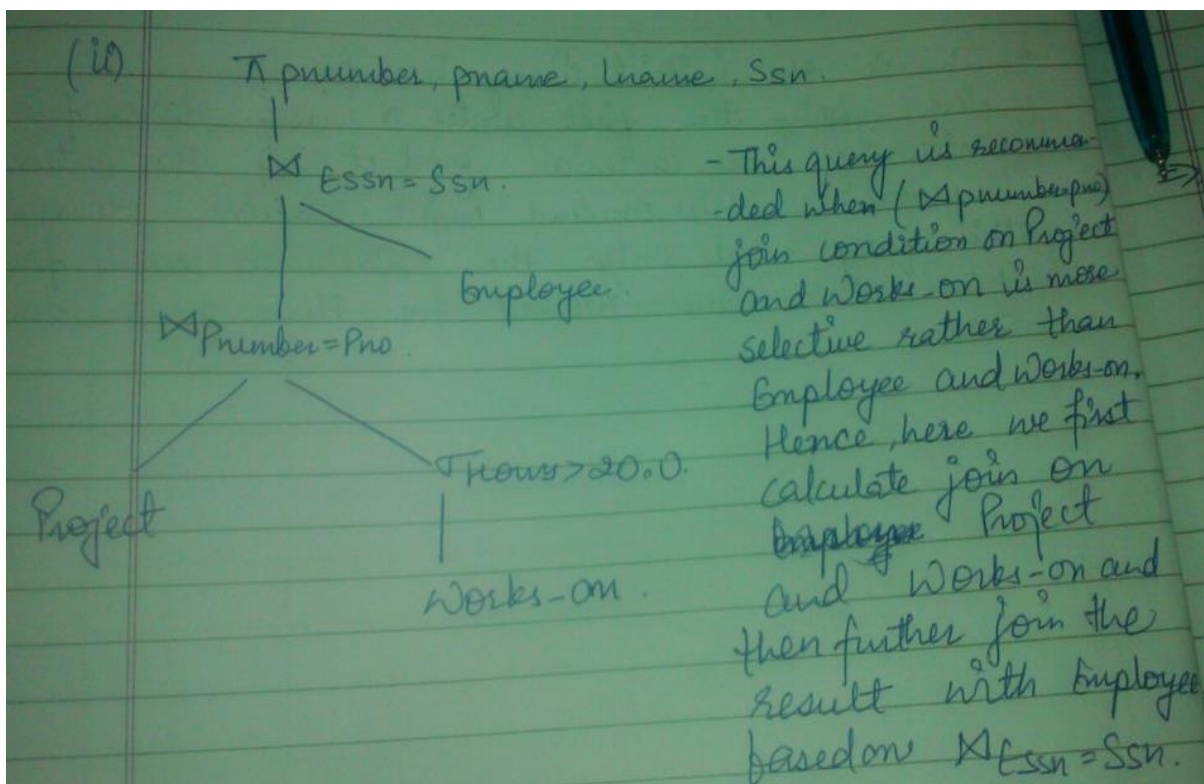 (ii)
π pnumber, pname, lname, Ssn.
⋈ ESSn = SSn.
Employee.
⋈ Pnumber = Pno.
Project
σ Hours > 20.0.
Works-on.
- This query is recomme-
-ded when (⋈ pnumber=pno)
join condition on Project
and Works-on is more
selective rather than
Employee and Works-on.
Hence, here we first
calculate join on
Project
and Works-on and
then further join the
result with Employee
based on ⋈ ESSn = SSn.